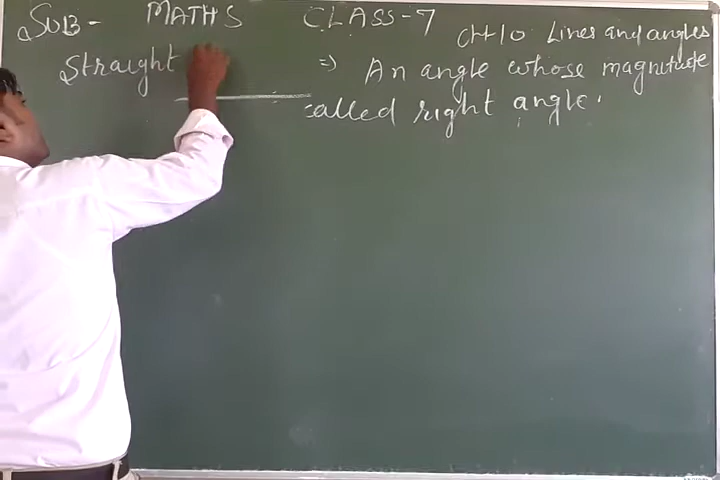 SUB- MATHS CLASS-7
CH-10 Lines and angles
Straight ⇒ An angle whose magnitude
called right angle.